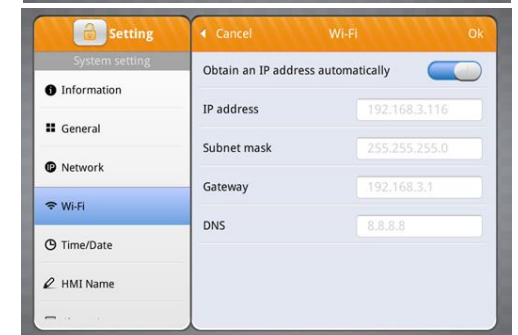 Setting
System setting
Information
General
Network
Wi-Fi
Time/Date
HMI Name
Cancel
Wi-Fi
Ok
Obtain an IP address automatically
IP address
192.168.3.116
Subnet mask
255.255.255.0
Gateway
192.168.3.1
DNS
8.8.8.8